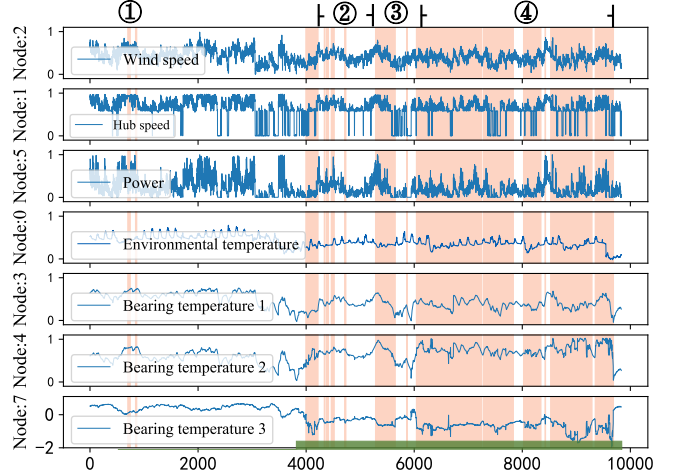 ① ② ③ ④
Node:2
1
0
Wind speed
Node:1
1
0
Hub speed
Node:5
1
0
Power
Node:0
1
0
Environmental temperature
Node:3
1
0
Bearing temperature 1
Node:4
1
0
Bearing temperature 2
Node:7
0
−2
Bearing temperature 3
0 2000 4000 6000 8000 10000